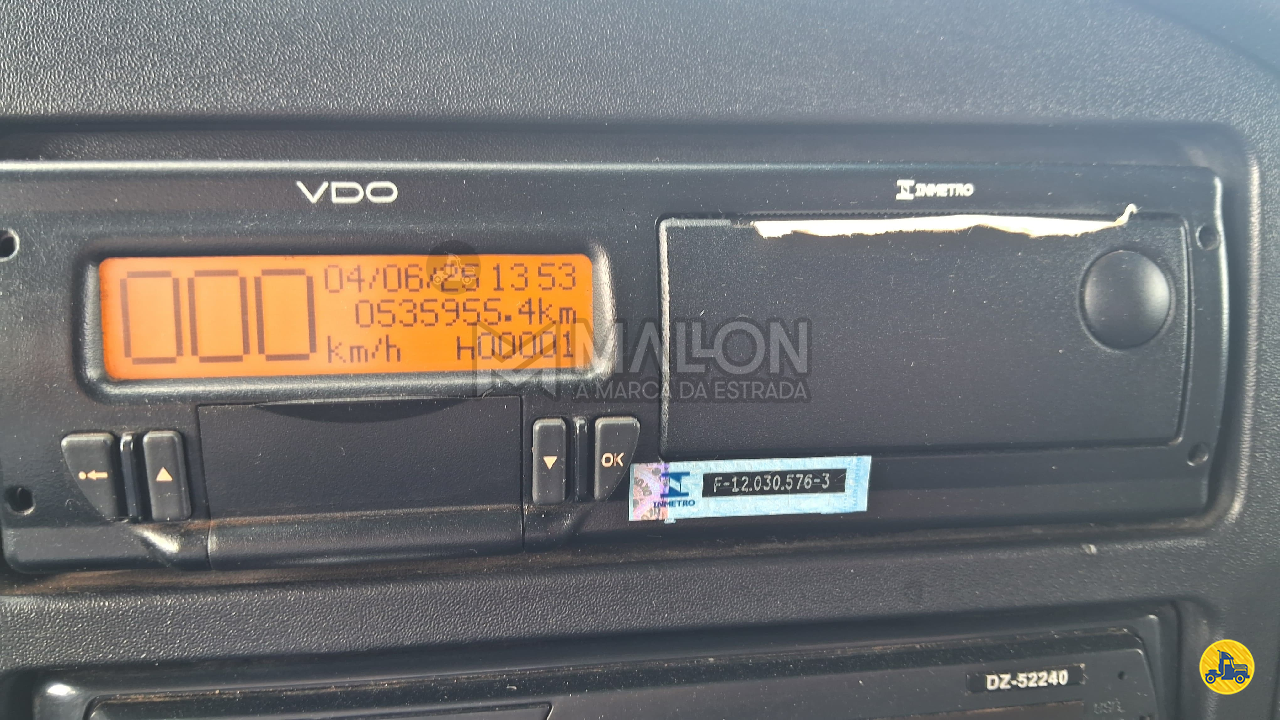 VDO
INMETRO
000
04/06/25 13 53
0535955.4km
km/h H00001
MALLON
A MARCA DA ESTRADA
OK
INMETRO
F-12.030.576-3
DZ-52240